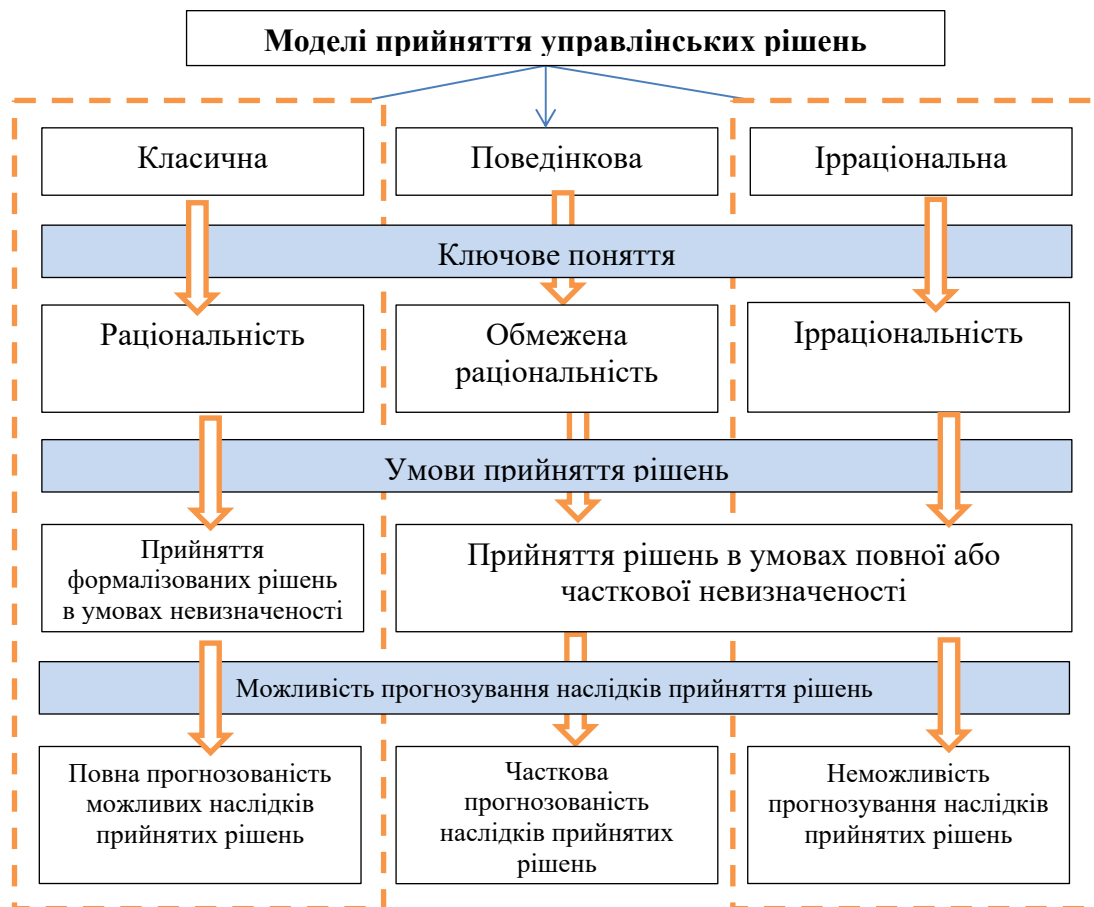 Моделі прийняття управлінських рішень
Класична
Поведінкова
Ірраціональна
Ключове поняття
Раціональність
Обмежена
раціональність
Ірраціональність
Умови прийняття рішень
Прийняття
формалізованих рішень
в умовах невизначеності
Прийняття рішень в умовах повної або
часткової невизначеності
Можливість прогнозування наслідків прийняття рішень
Повна прогнозованість
можливих наслідків
прийнятих рішень
Часткова
прогнозованість
наслідків прийнятих
рішень
Неможливість
прогнозування наслідків
прийнятих рішень